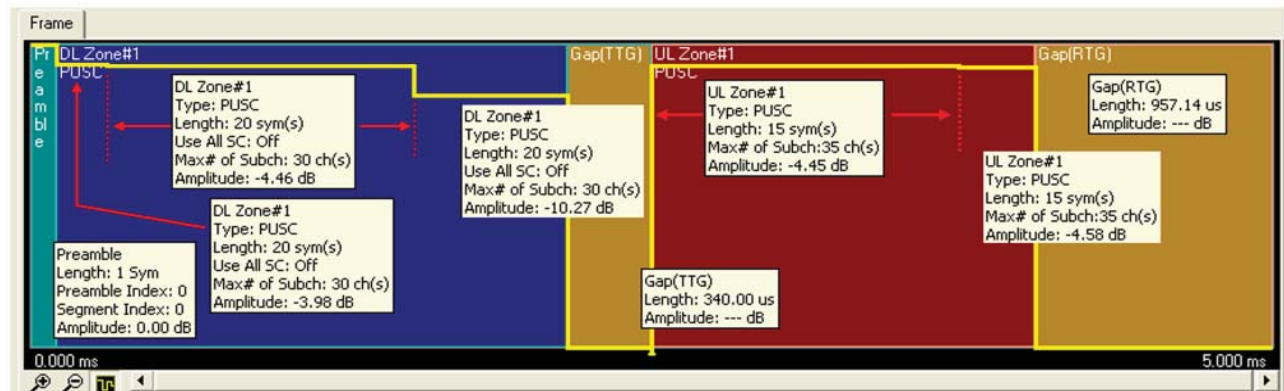 Frame
Preamble
DL Zone#1
PUSC
Gap(TTG)
UL Zone#1
PUSC
Gap(RTG)
DL Zone#1
Type: PUSC
Length: 20 sym(s)
Use All SC: Off
Max# of Subch: 30 ch(s)
Amplitude: -4.46 dB
DL Zone#1
Type: PUSC
Length: 20 sym(s)
Use All SC: Off
Max# of Subch: 30 ch(s)
Amplitude: -10.27 dB
UL Zone#1
Type: PUSC
Length: 15 sym(s)
Max# of Subch:35 ch(s)
Amplitude: -4.45 dB
Gap(RTG)
Length: 957.14 us
Amplitude: --- dB
UL Zone#1
Type: PUSC
Length: 15 sym(s)
Max# of Subch:35 ch(s)
Amplitude: -4.58 dB
DL Zone#1
Type: PUSC
Length: 20 sym(s)
Use All SC: Off
Max# of Subch: 30 ch(s)
Amplitude: -3.98 dB
Preamble
Length: 1 Sym
Preamble Index: 0
Segment Index: 0
Amplitude: 0.00 dB
Gap(TTG)
Length: 340.00 us
Amplitude: --- dB
0.000 ms
5.000 ms